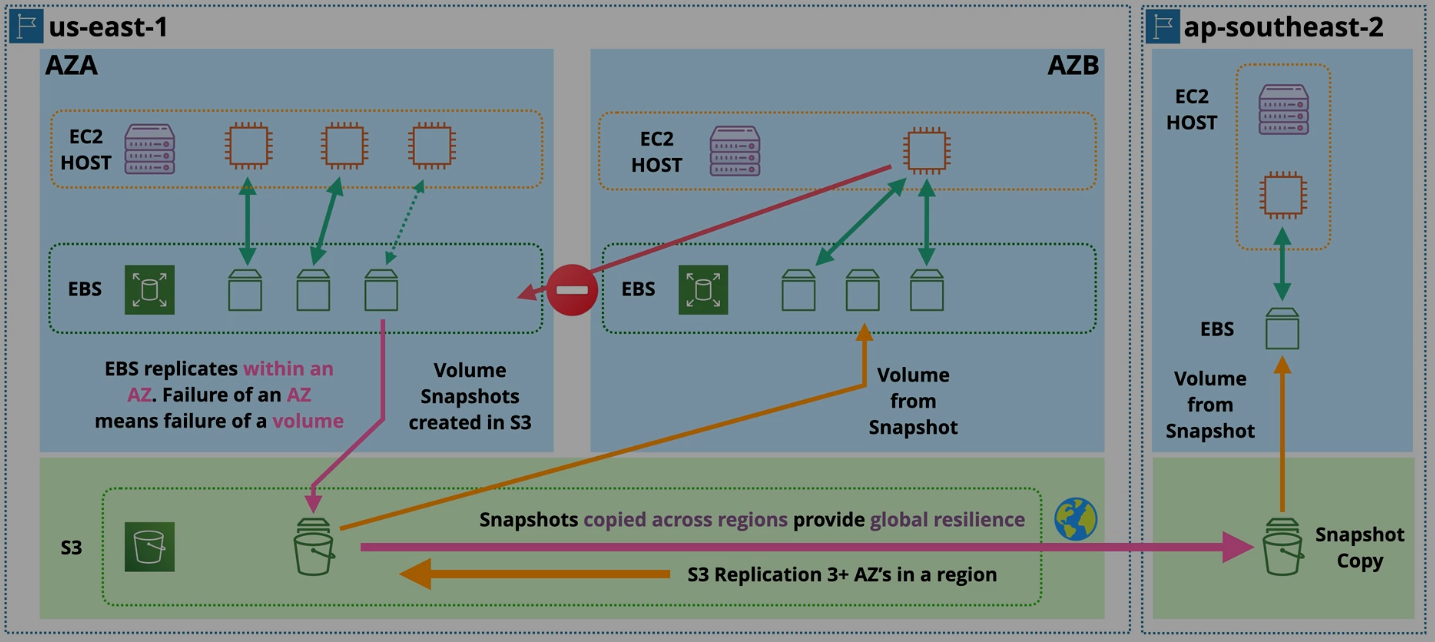 us-east-1
AZA
EC2
HOST
EBS
EBS replicates within an
AZ. Failure of an AZ
means failure of a volume
Volume
Snapshots
created in S3
AZB
EC2
HOST
EBS
Volume
from
Snapshot
S3
Snapshots copied across regions provide global resilience
S3 Replication 3+ AZ's in a region
ap-southeast-2
EC2
HOST
EBS
Volume
from
Snapshot
Snapshot
Copy